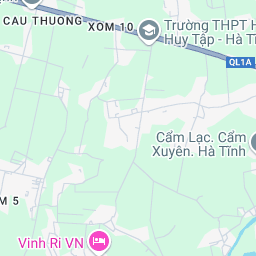 CAU THUONG
XOM 10
Trường THPT H
Huy Tập - Hà Tĩ
QL1A
Cẩm Lạc. Cẩm
Xuyên. Hà Tĩnh
M 5
Vinh Ri VN